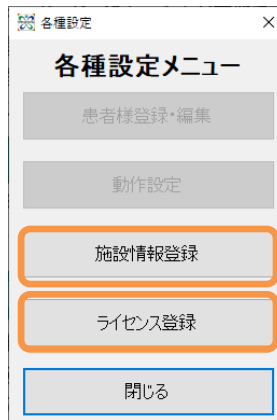 各種設定
各種設定メニュー
患者様登録・編集
動作設定
施設情報登録
ライセンス登録
閉じる